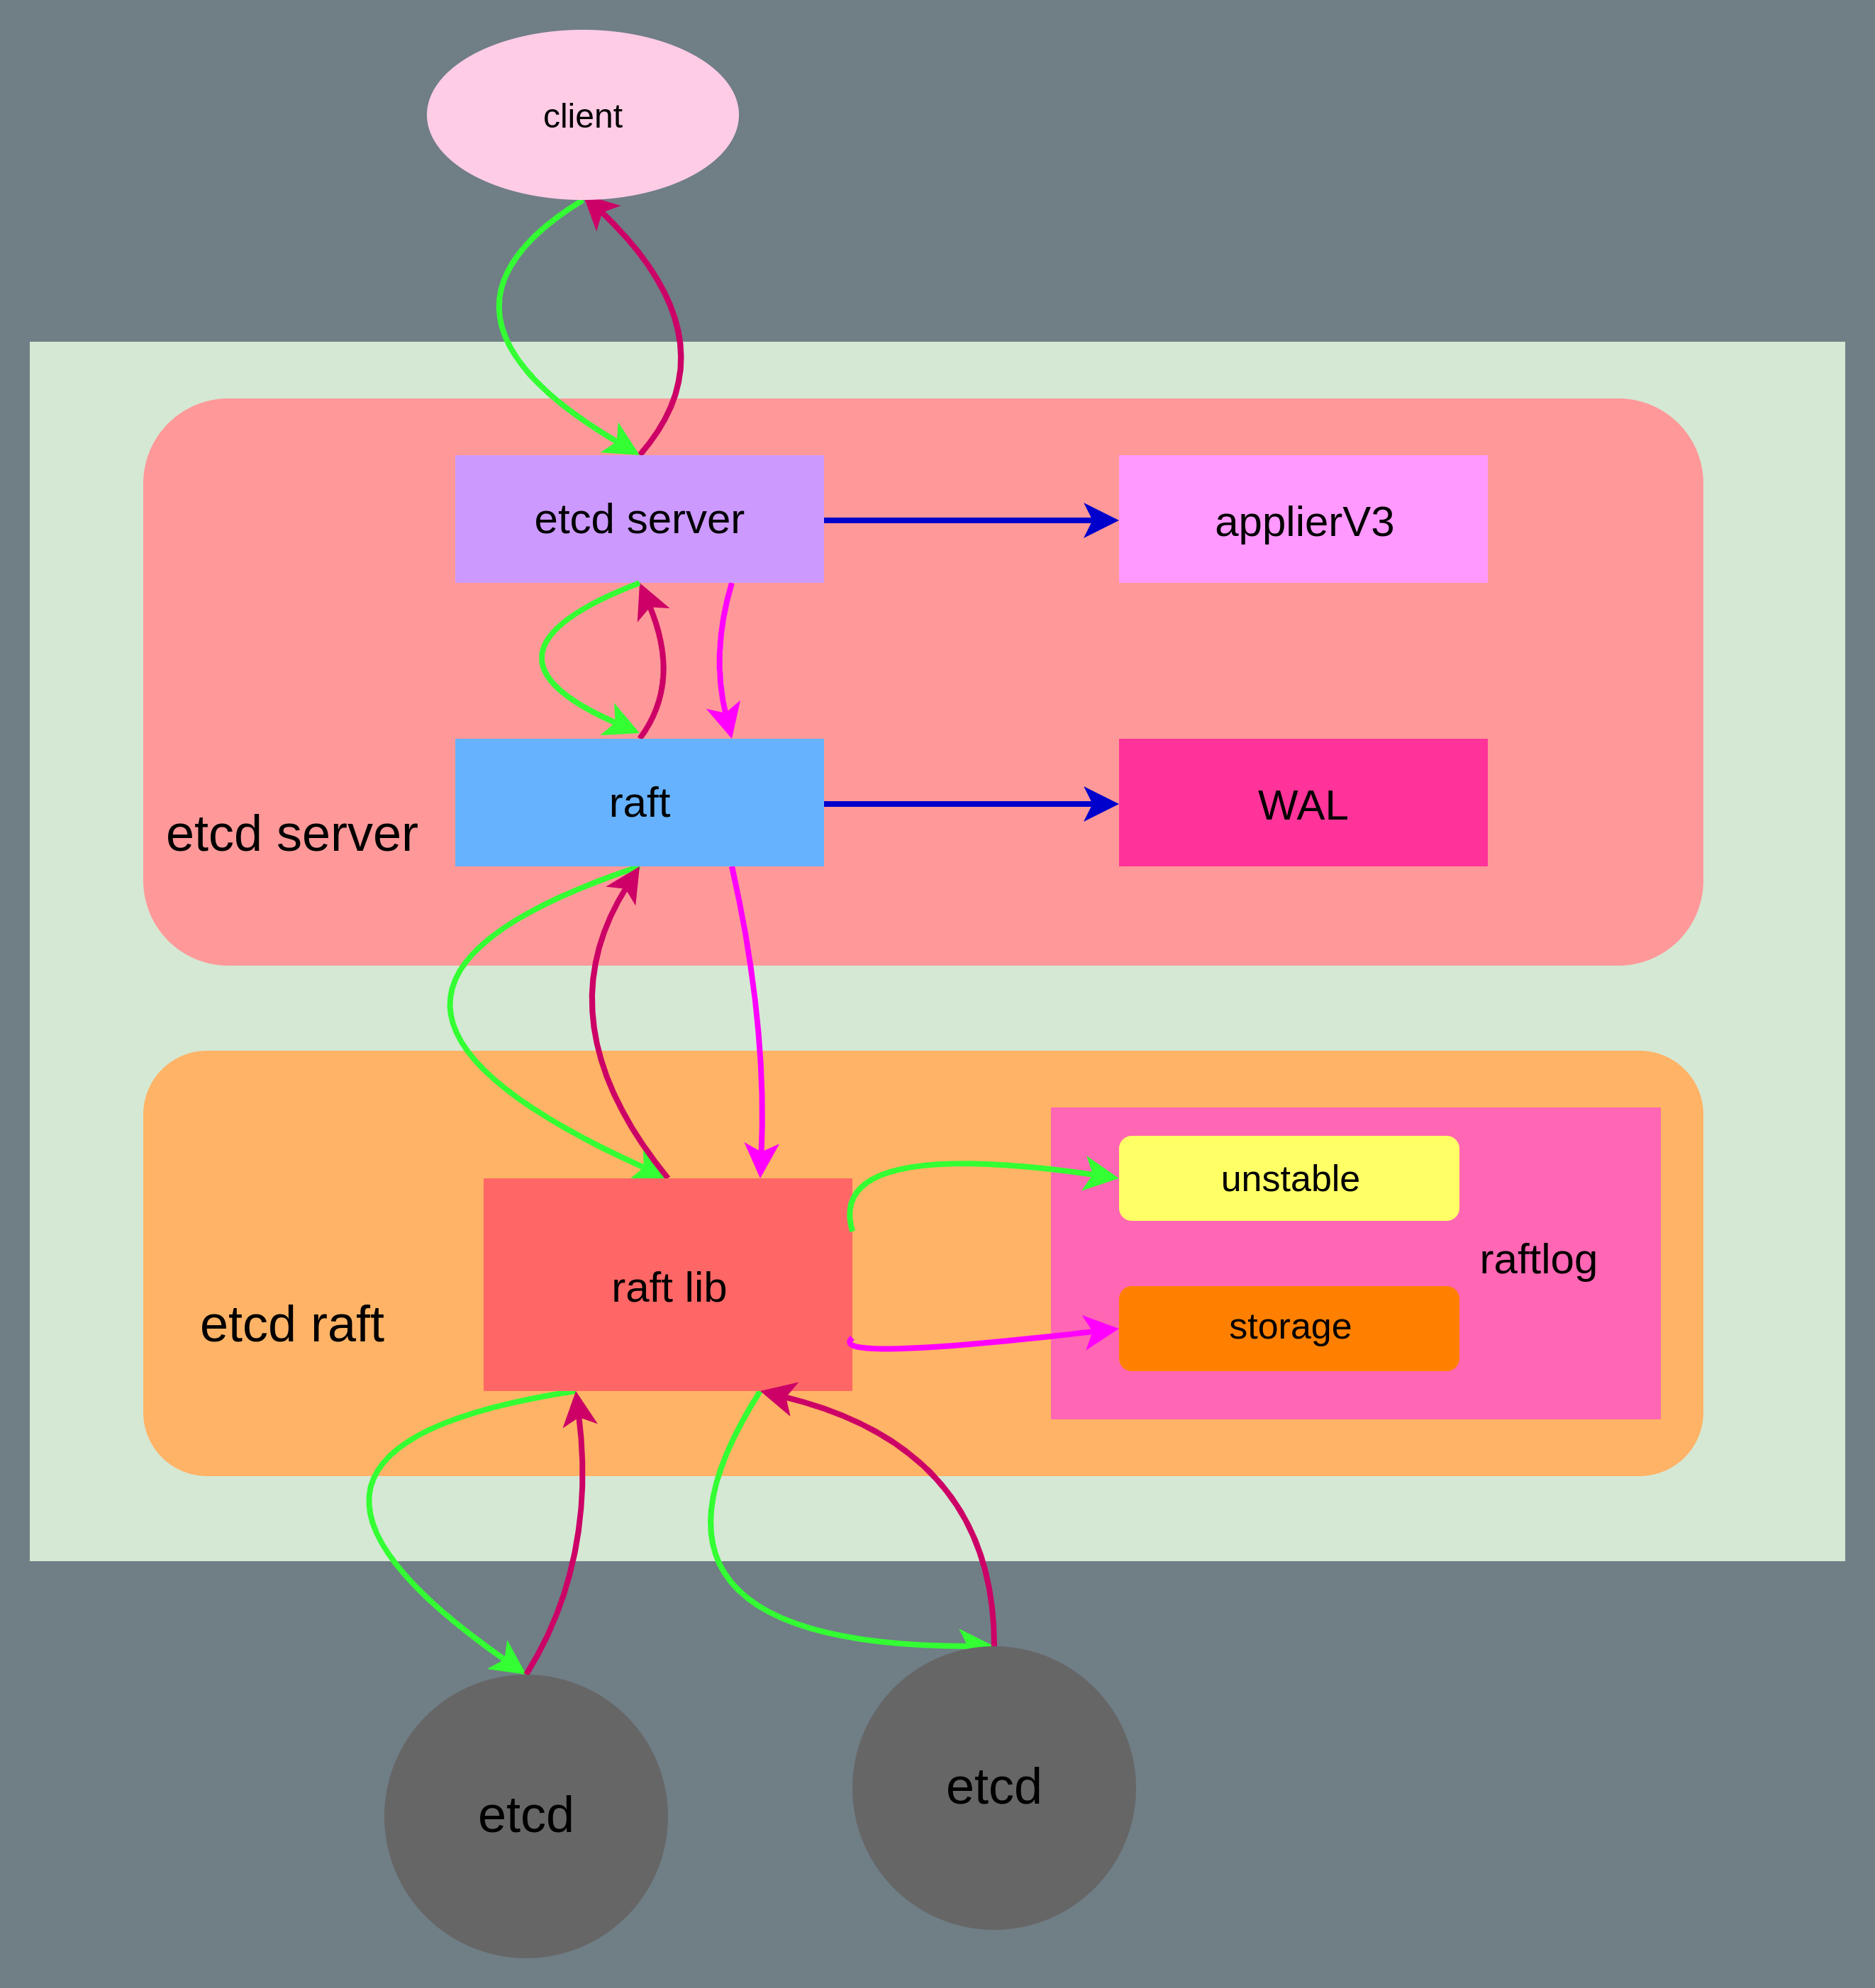 client
etcd server
applierV3
raft
WAL
etcd server
unstable
raftlog
raft lib
storage
etcd raft
etcd
etcd